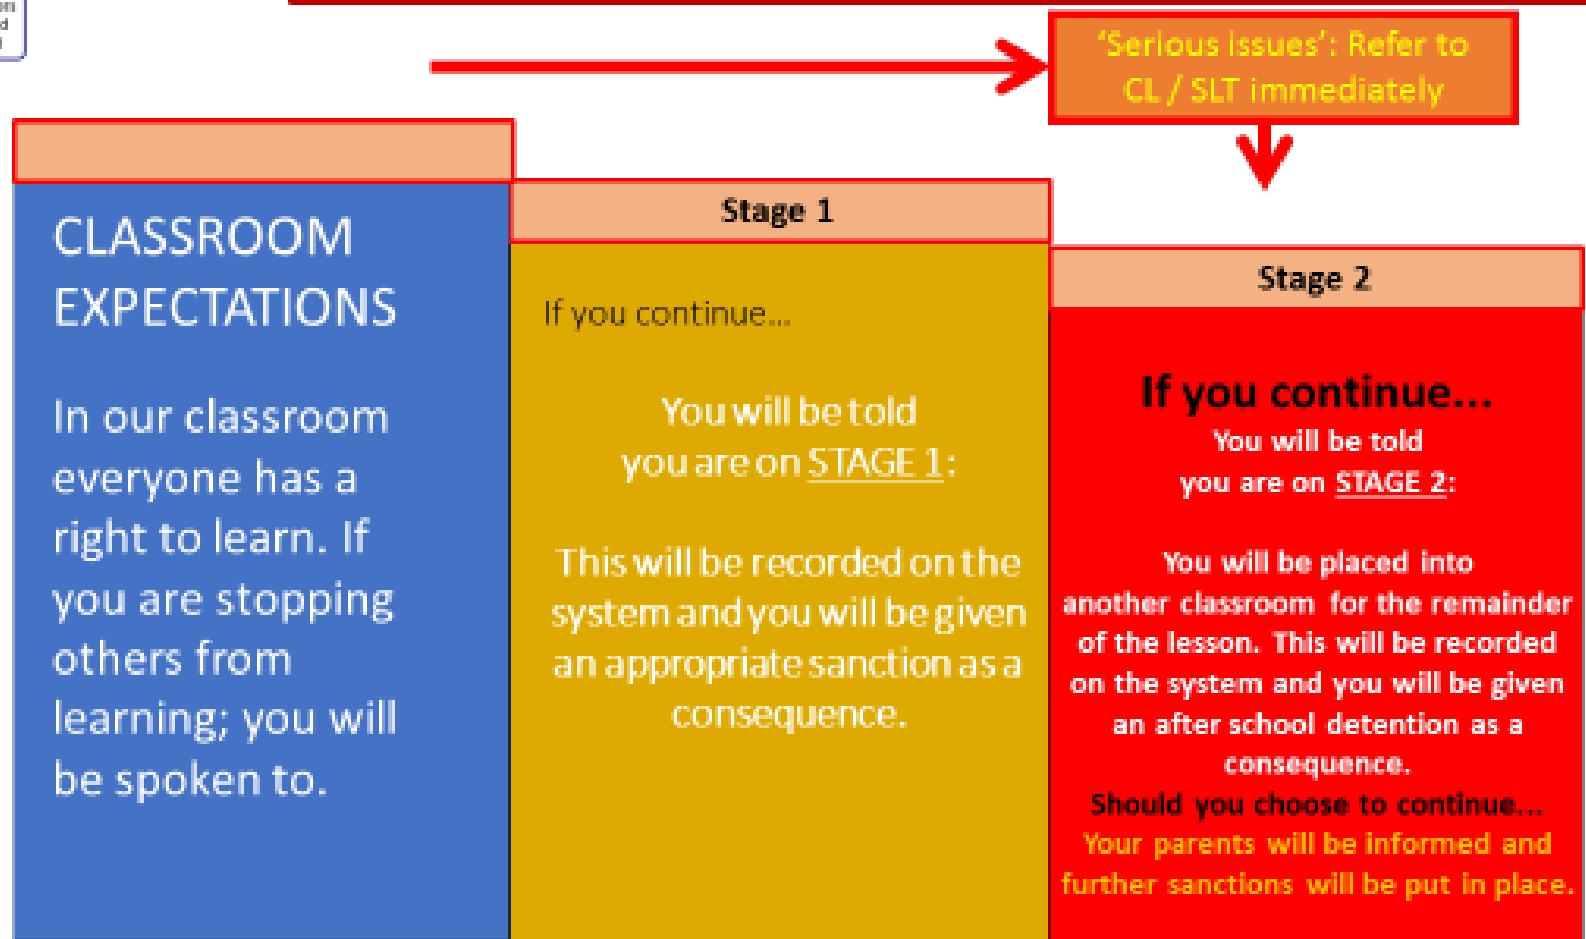 'Serious issues': Refer to
CL / SLT immediately
CLASSROOM
EXPECTATIONS
In our classroom
everyone has a
right to learn. If
you are stopping
others from
learning; you will
be spoken to.
Stage 1
If you continue...
You will be told
you are on STAGE 1:
This will be recorded on the
system and you will be given
an appropriate sanction as a
consequence.
Stage 2
If you continue...
You will be told
you are on STAGE 2:
You will be placed into
another classroom for the remainder
of the lesson. This will be recorded
on the system and you will be given
an after school detention as a
consequence.
Should you choose to continue...
Your parents will be informed and
further sanctions will be put in place.